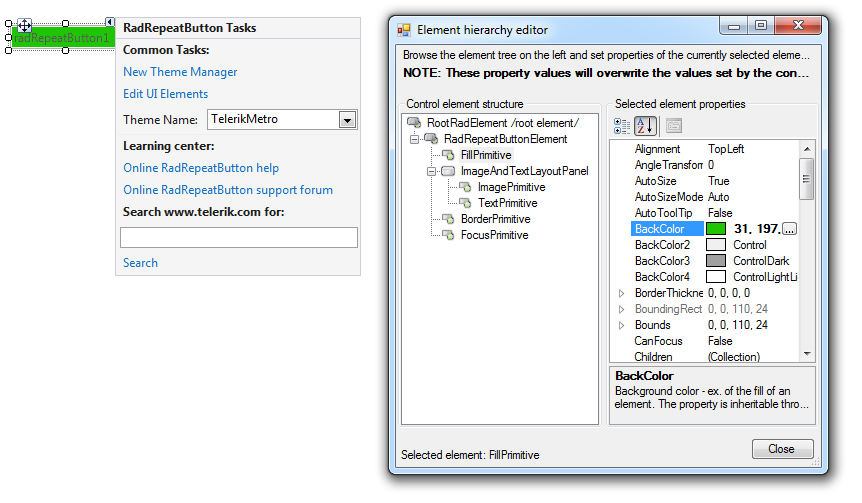 radRepeatButton1
RadRepeatButton Tasks
Common Tasks:
New Theme Manager
Edit UI Elements
Theme Name: TelerikMetro
Learning center:
Online RadRepeatButton help
Online RadRepeatButton support forum
Search www.telerik.com for:
Search
Element hierarchy editor
Browse the element tree on the left and set properties of the currently selected eleme...
NOTE: These property values will overwrite the values set by the con...
Control element structure
RootRadElement /root element/
RadRepeatButtonElement
FillPrimitive
ImageAndTextLayoutPanel
ImagePrimitive
TextPrimitive
BorderPrimitive
FocusPrimitive
Selected element properties
Alignment TopLeft
AngleTransform 0
AutoSize True
AutoSizeMode Auto
AutoToolTip False
BackColor 31, 197, ...
BackColor2 Control
BackColor3 ControlDark
BackColor4 ControlLightLi
BorderThickne 0, 0, 0, 0
BoundingRect 0, 0, 110, 24
Bounds 0, 0, 110, 24
CanFocus False
Children (Collection)
BackColor
Background color - ex. of the fill of an
element. The property is inheritable thro...
Selected element: FillPrimitive
Close